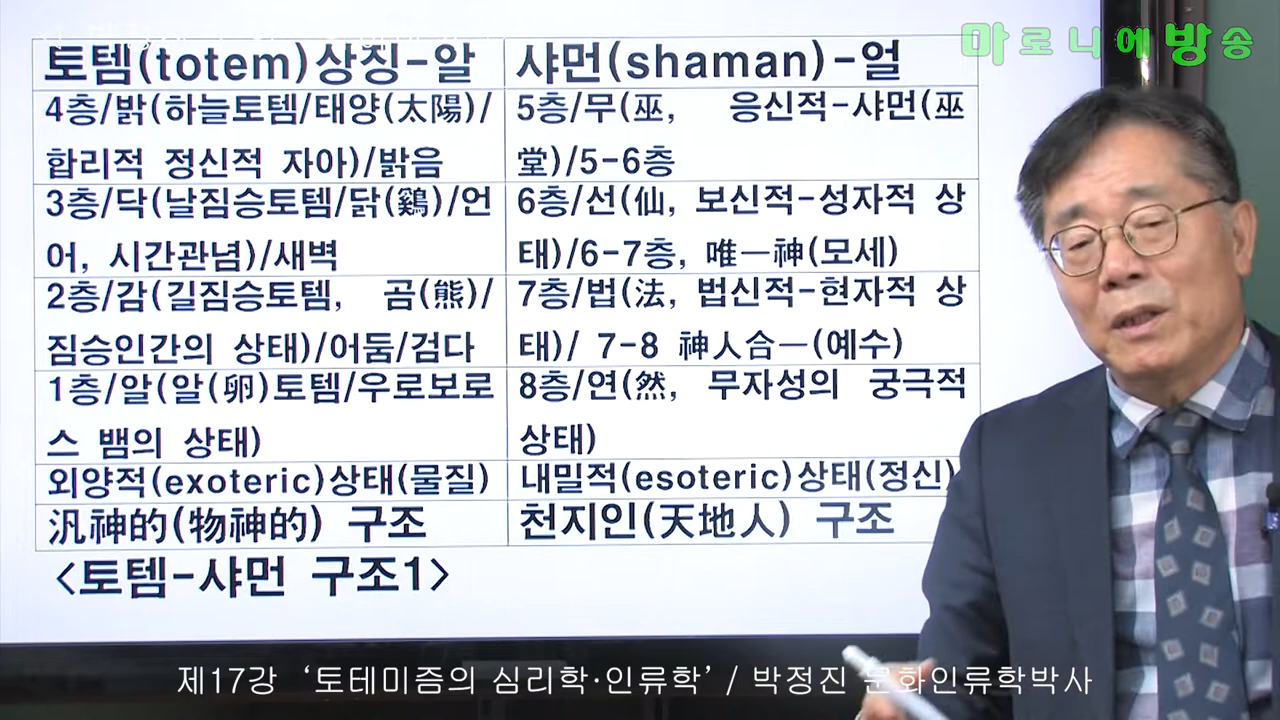 마로니에방송
토템(totem)상징-알
샤먼(shaman)-얼
4층/밝(하늘토템/태양(太陽)/
합리적 정신적 자아)/밝음
5층/무(巫, 응신적-샤먼(巫
堂)/5-6층
3층/닥(날짐승토템/닭(鷄)/언
어, 시간관념)/새벽
6층/선(仙, 보신적-성자적 상
태)/6-7층, 唯一神(모세)
2층/감(길짐승토템, 곰(熊)/
짐승인간의 상태)/어둠/검다
7층/법(法, 법신적-현자적 상
태)/ 7-8 神人合一(예수)
1층/알(알(卵)토템/우로보로
스 뱀의 상태)
8층/연(然, 무자성의 궁극적
상태)
외양적(exoteric)상태(물질)
내밀적(esoteric)상태(정신)
汎神的(物神的) 구조
천지인(天地人) 구조
<토템-샤먼 구조1>
제17강 ‘토테미즘의 심리학·인류학’ / 박정진 문화인류학박사